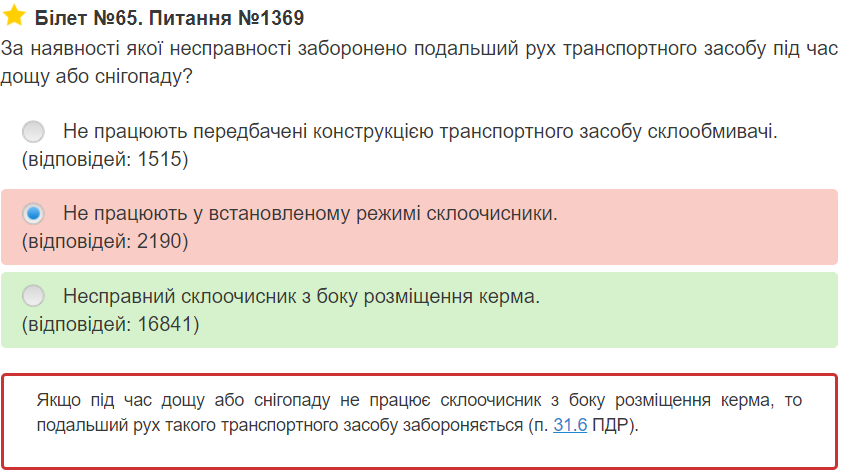 Білет №65. Питання №1369
За наявності якої несправності заборонено подальший рух транспортного засобу під час
дощу або снігопаду?
Не працюють передбачені конструкцією транспортного засобу склообмивачі.
(відповідей: 1515)
Не працюють у встановленому режимі склоочисники.
(відповідей: 2190)
Несправний склоочисник з боку розміщення керма.
(відповідей: 16841)
Якщо під час дощу або снігопаду не працює склоочисник з боку розміщення керма, то
подальший рух такого транспортного засобу забороняється (п. 31.6 ПДР).